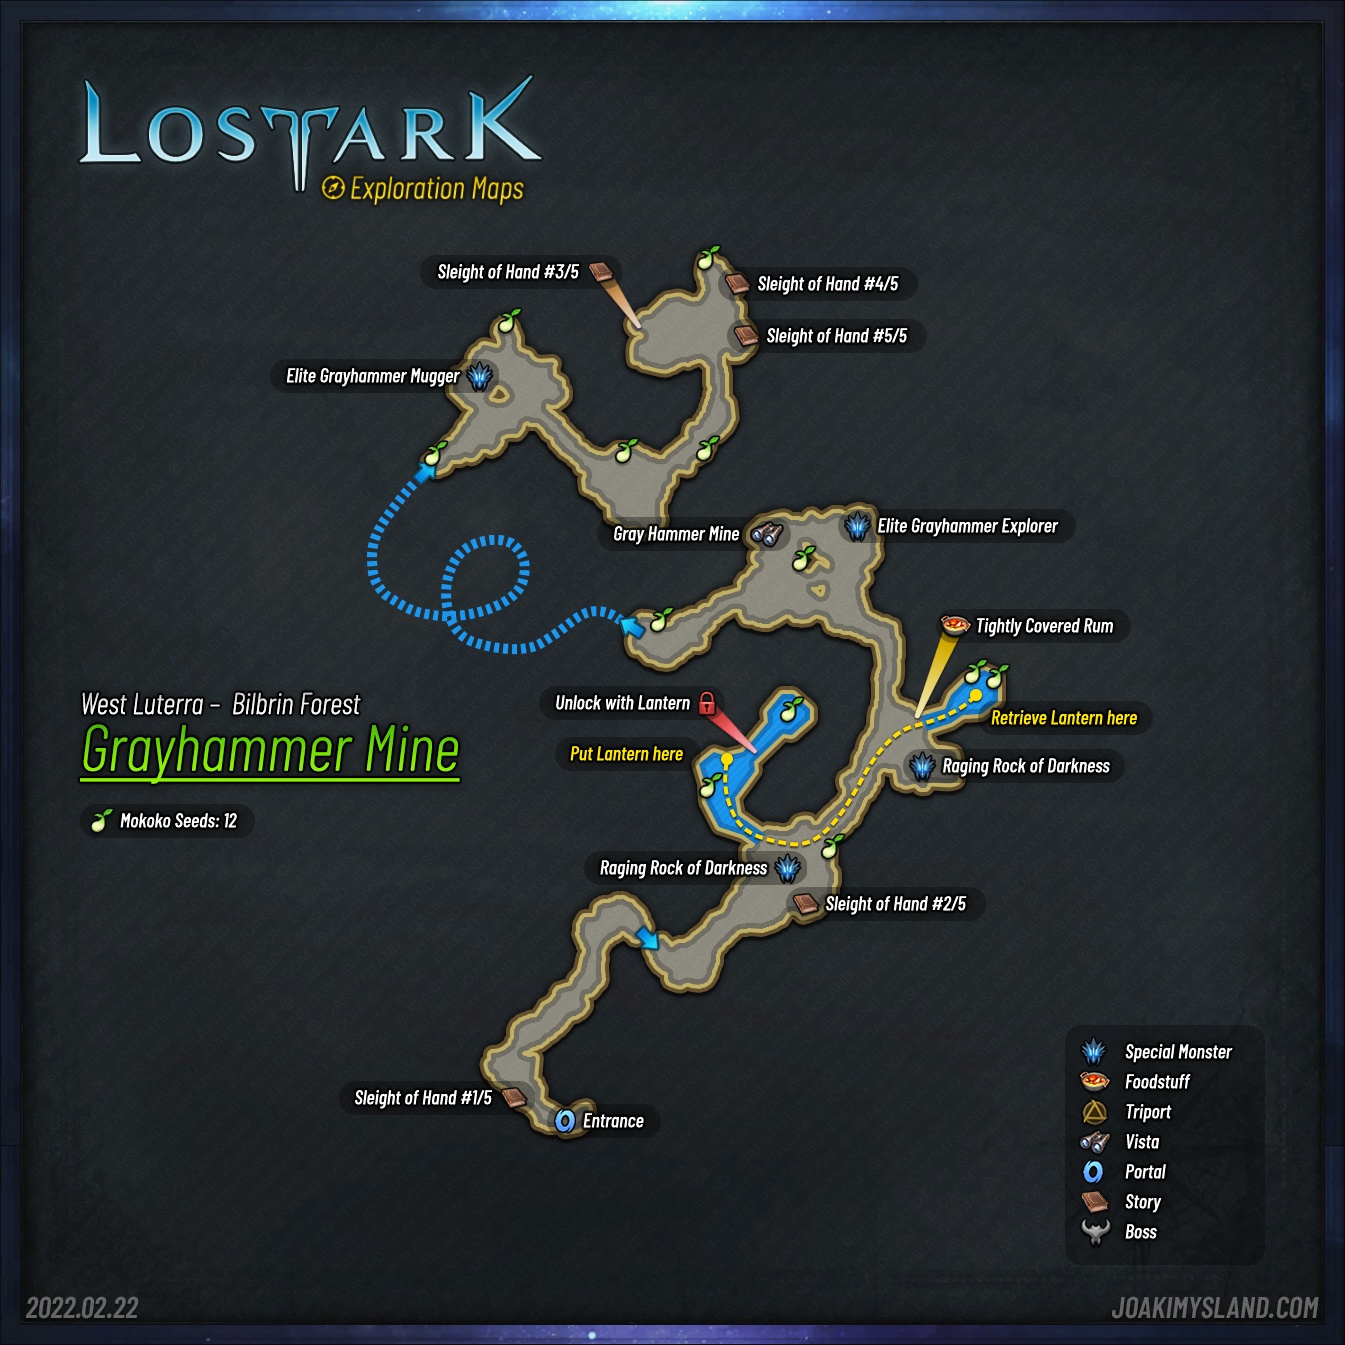 LOSTARK
Exploration Maps
Sleight of Hand #3/5
Sleight of Hand #4/5
Sleight of Hand #5/5
Elite Grayhammer Mugger
Gray Hammer Mine
Elite Grayhammer Explorer
Tightly Covered Rum
Unlock with Lantern
Retrieve Lantern here
Put Lantern here
Raging Rock of Darkness
West Luterra – Bilbrin Forest
Grayhammer Mine
Mokoko Seeds: 12
Raging Rock of Darkness
Sleight of Hand #2/5
Sleight of Hand #1/5
Entrance
Special Monster
Foodstuff
Triport
Vista
Portal
Story
Boss
2022.02.22
JOAKIMYSLAND.COM